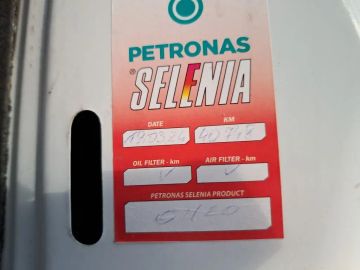 PETRONAS
® SELENIA
DATE KM
OIL FILTER - km AIR FILTER - km
✓ ✓
PETRONAS SELENIA PRODUCT